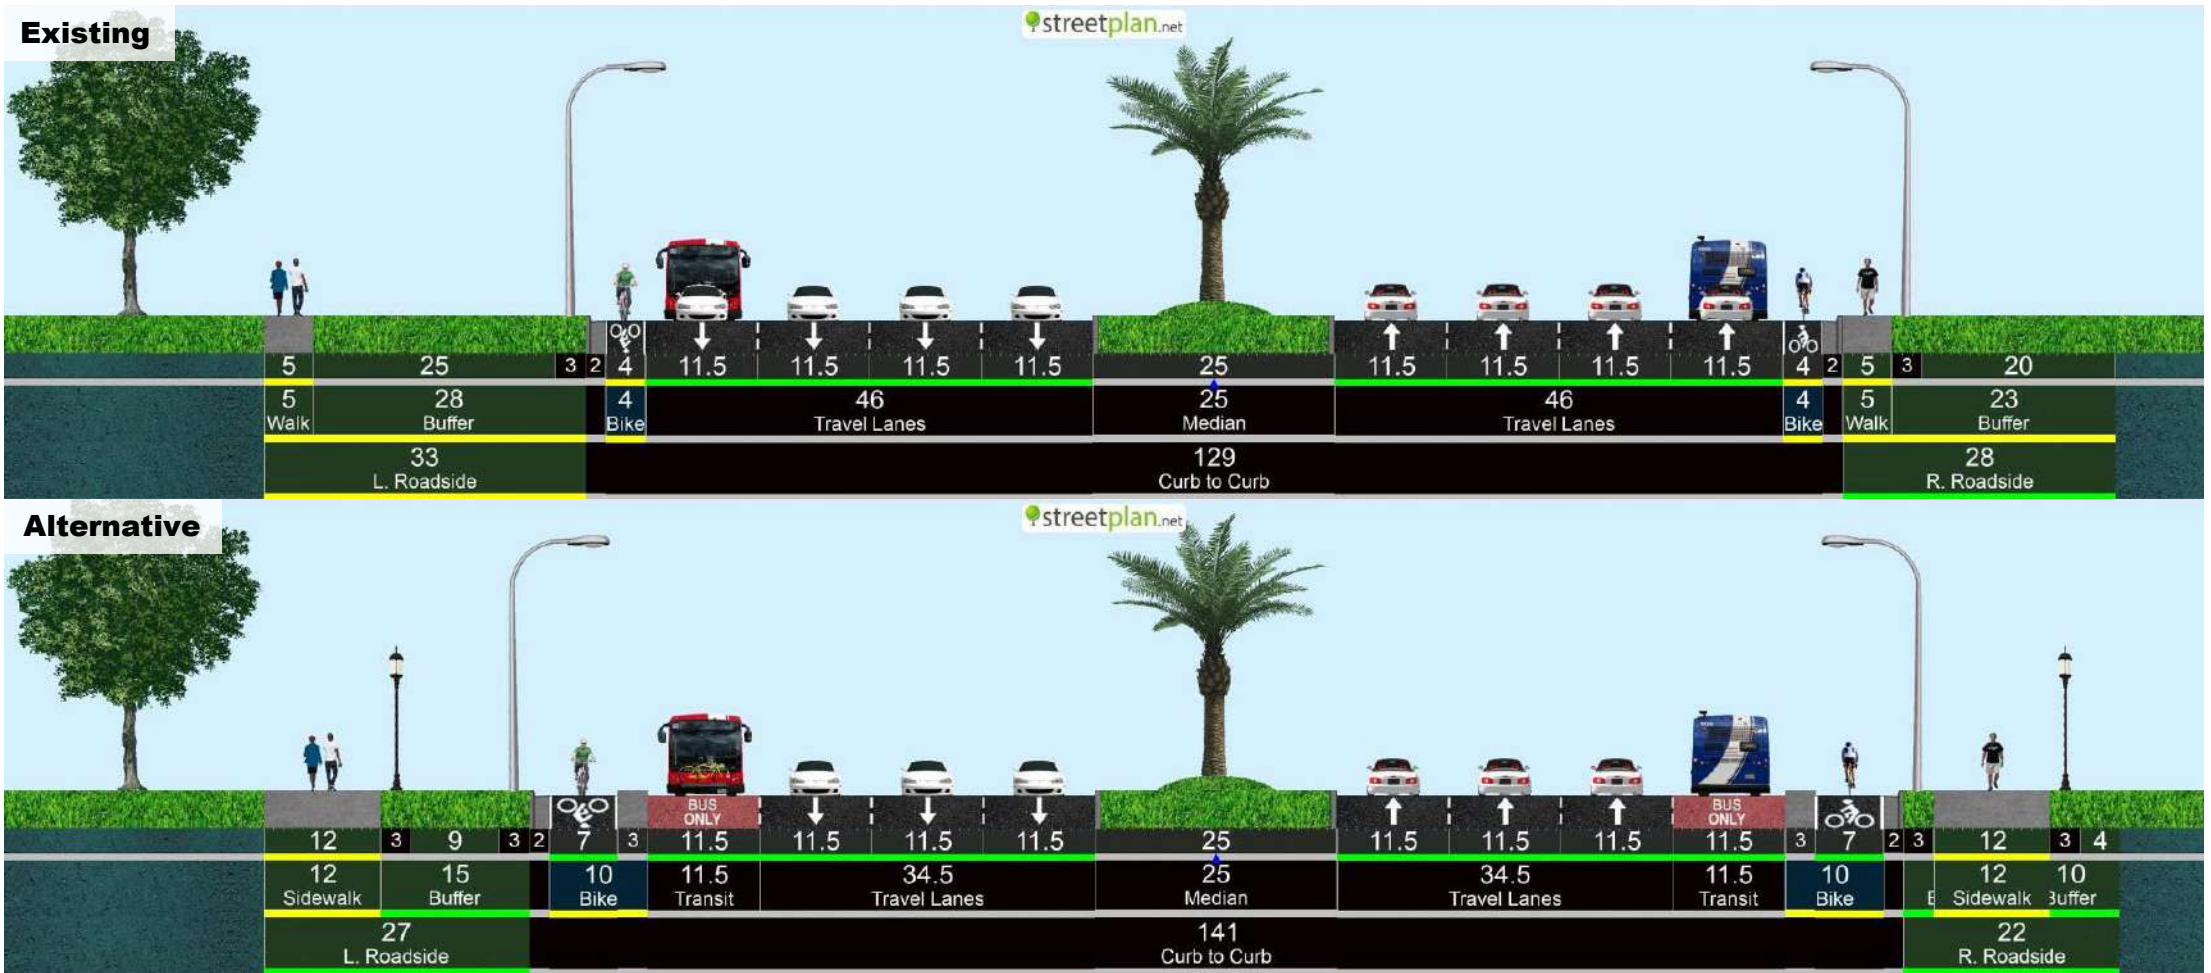 Existing
streetplan.net
5 25 3 2 4 11.5 11.5 11.5 11.5 25 11.5 11.5 11.5 11.5 4 2 5 3 20
5 28 4 46 25 46 4 5 23
Walk Buffer Bike Travel Lanes Median Travel Lanes Bike Walk Buffer
33 129 28
L. Roadside Curb to Curb R. Roadside
Alternative
streetplan.net
BUS BUS
ONLY ONLY
12 3 9 3 2 7 3 11.5 11.5 11.5 11.5 25 11.5 11.5 11.5 11.5 3 7 2 3 12 3 4
12 15 10 11.5 34.5 25 34.5 11.5 10 12 10
Sidewalk Buffer Bike Transit Travel Lanes Median Travel Lanes Transit Bike Sidewalk Buffer
27 141 22
L. Roadside Curb to Curb R. Roadside